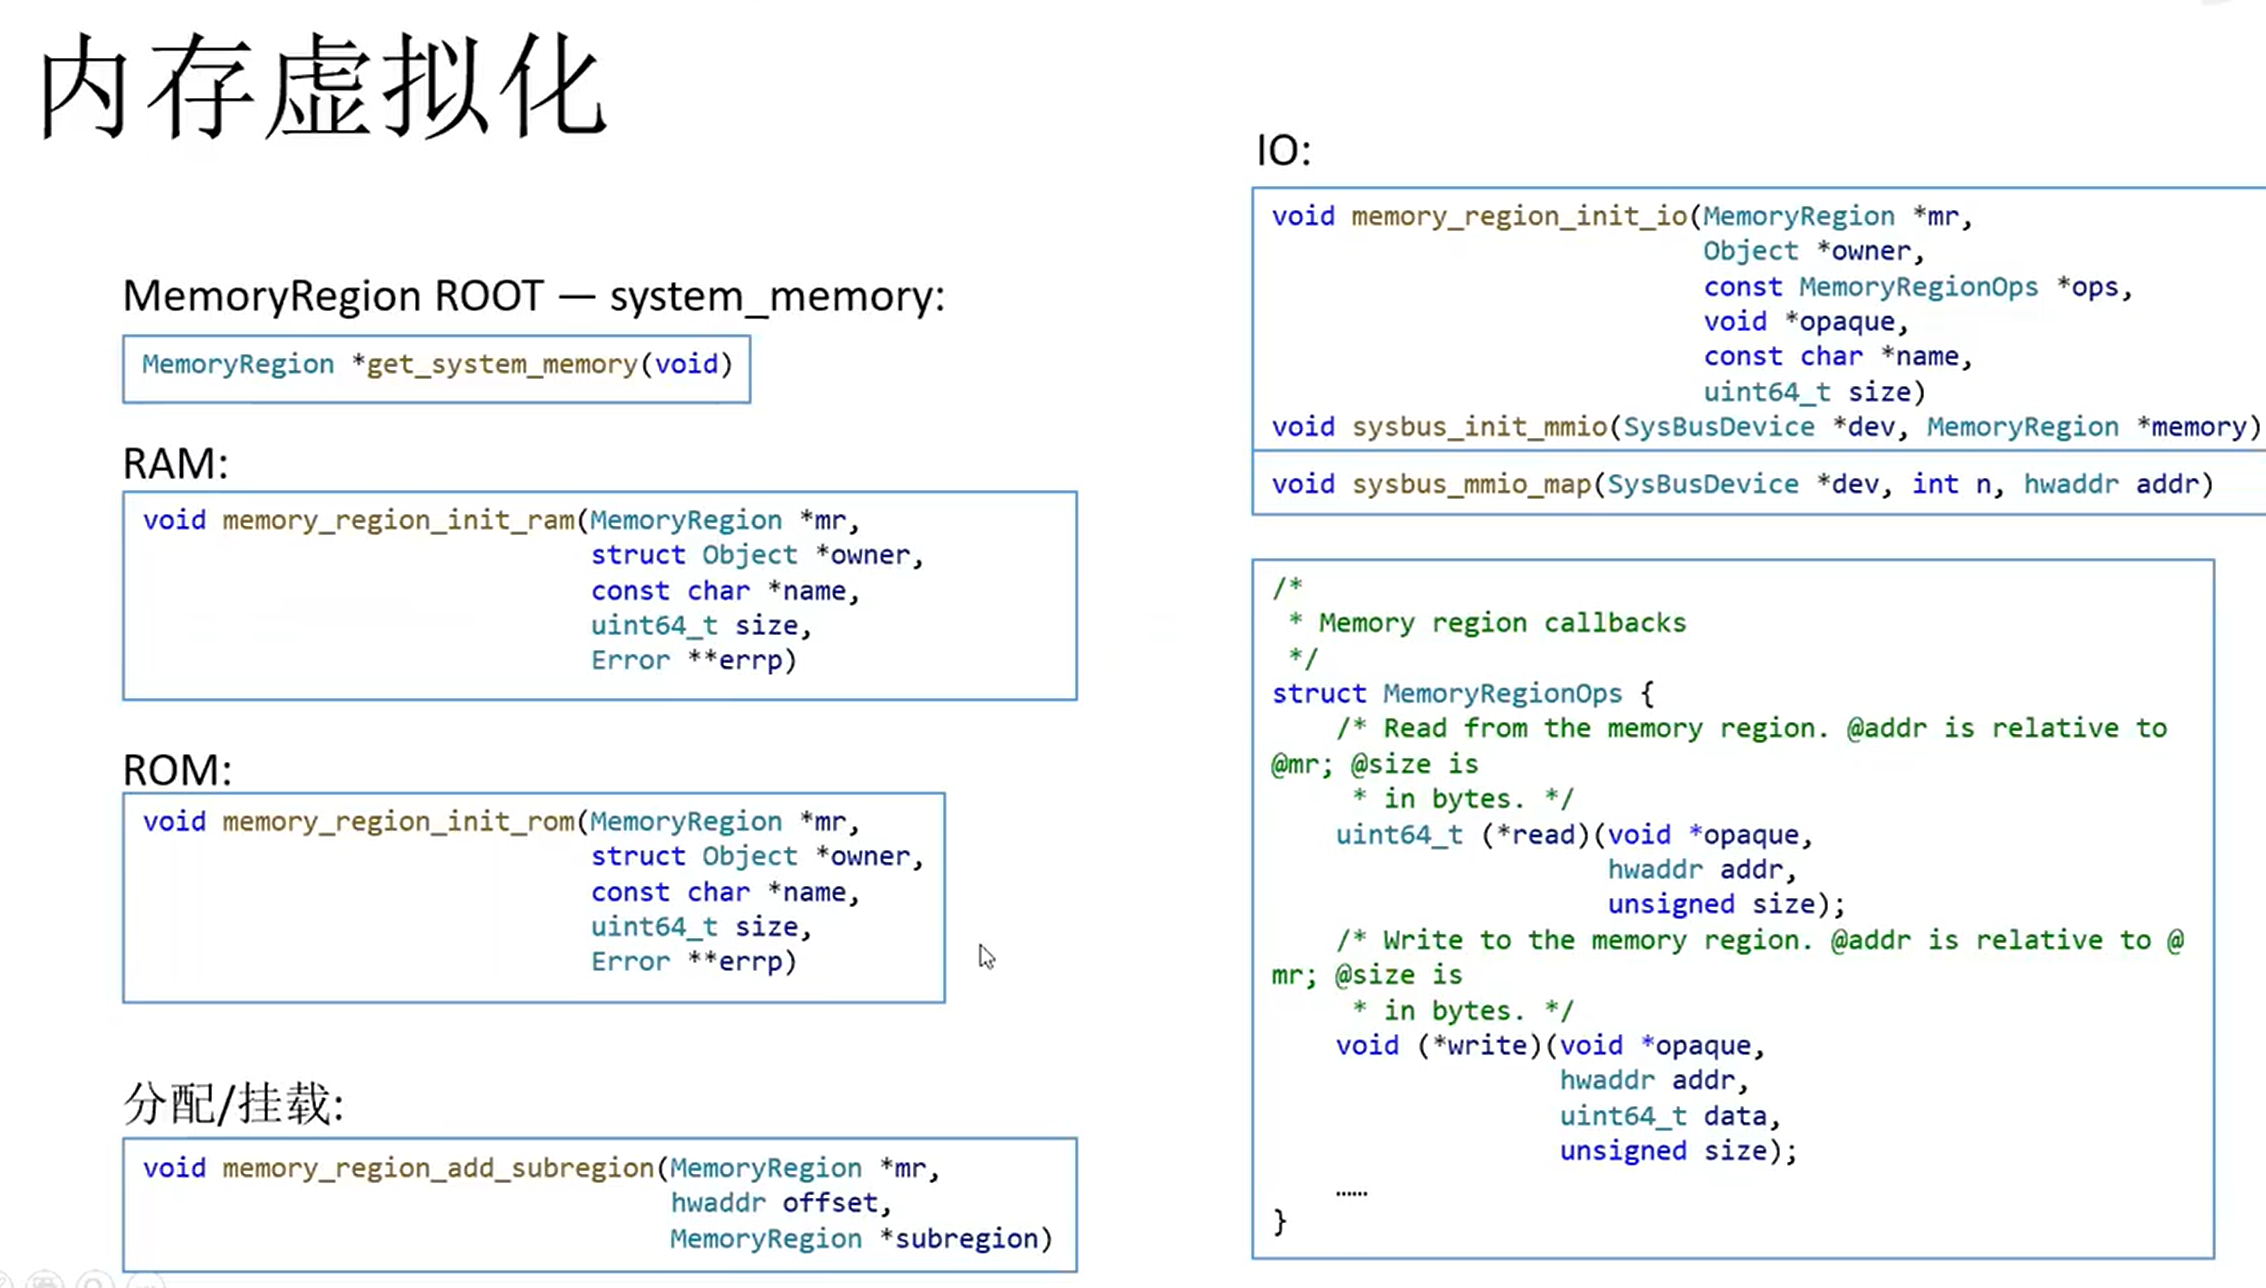 内存虚拟化
MemoryRegion ROOT — system_memory:
MemoryRegion *get_system_memory(void)
RAM:
void memory_region_init_ram(MemoryRegion *mr,
struct Object *owner,
const char *name,
uint64_t size,
Error **errp)
ROM:
void memory_region_init_rom(MemoryRegion *mr,
struct Object *owner,
const char *name,
uint64_t size,
Error **errp)
分配/挂载:
void memory_region_add_subregion(MemoryRegion *mr,
hwaddr offset,
MemoryRegion *subregion)
IO:
void memory_region_init_io(MemoryRegion *mr,
Object *owner,
const MemoryRegionOps *ops,
void *opaque,
const char *name,
uint64_t size)
void sysbus_init_mmio(SysBusDevice *dev, MemoryRegion *memory)
void sysbus_mmio_map(SysBusDevice *dev, int n, hwaddr addr)
/*
* Memory region callbacks
*/
struct MemoryRegionOps {
/* Read from the memory region. @addr is relative to
@mr; @size is
* in bytes. */
uint64_t (*read)(void *opaque,
hwaddr addr,
unsigned size);
/* Write to the memory region. @addr is relative to @
mr; @size is
* in bytes. */
void (*write)(void *opaque,
hwaddr addr,
uint64_t data,
unsigned size);
……
}